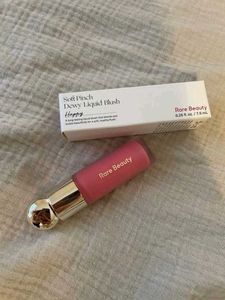 Soft Pinch
Dewy Liquid Blush
Happy
Rare Beauty
0.25 fl. oz. / 7.5 mL
Rare Beauty